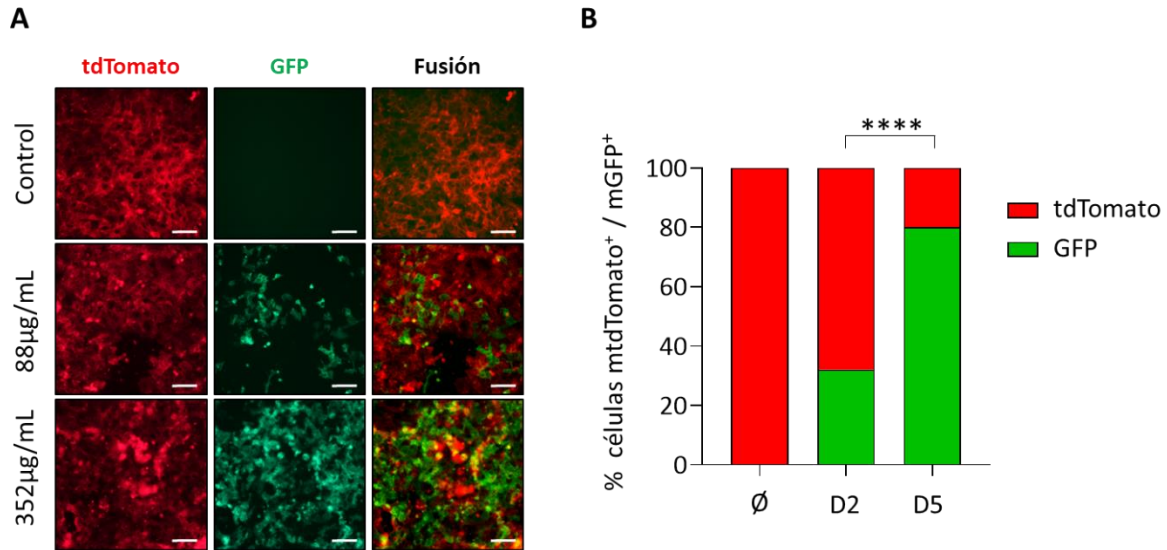 A
tdTomato
GFP
Fusión
Control
88µg/mL
352µg/mL
B
% células mtdTomato⁺ / mGFP⁺
100
80
60
40
20
0
****
Ø
D2
D5
tdTomato
GFP